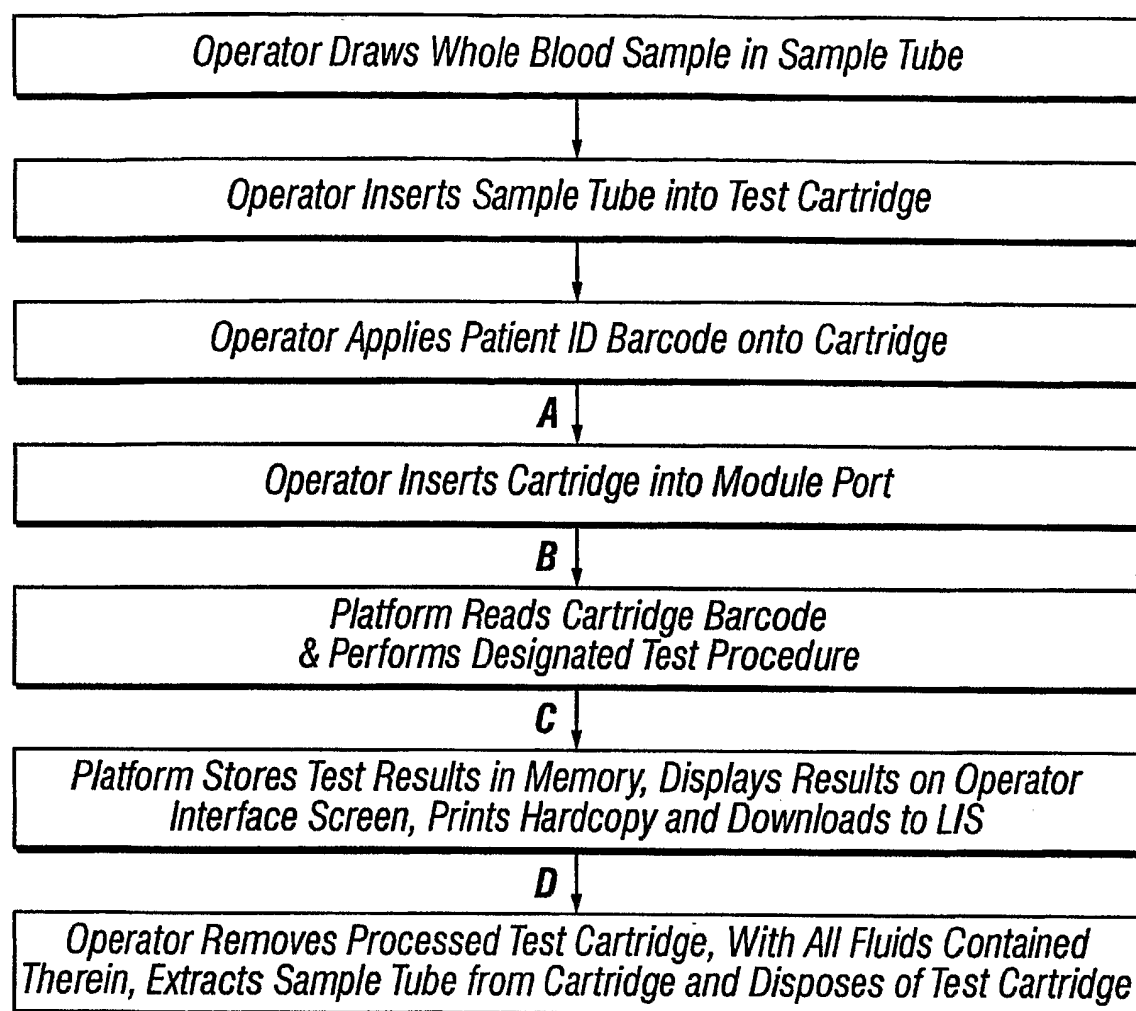 Operator Draws Whole Blood Sample in Sample Tube
Operator Inserts Sample Tube into Test Cartridge
Operator Applies Patient ID Barcode onto Cartridge
A
Operator Inserts Cartridge into Module Port
B
Platform Reads Cartridge Barcode
& Performs Designated Test Procedure
C
Platform Stores Test Results in Memory, Displays Results on Operator
Interface Screen, Prints Hardcopy and Downloads to LIS
D
Operator Removes Processed Test Cartridge, With All Fluids Contained
Therein, Extracts Sample Tube from Cartridge and Disposes of Test Cartridge